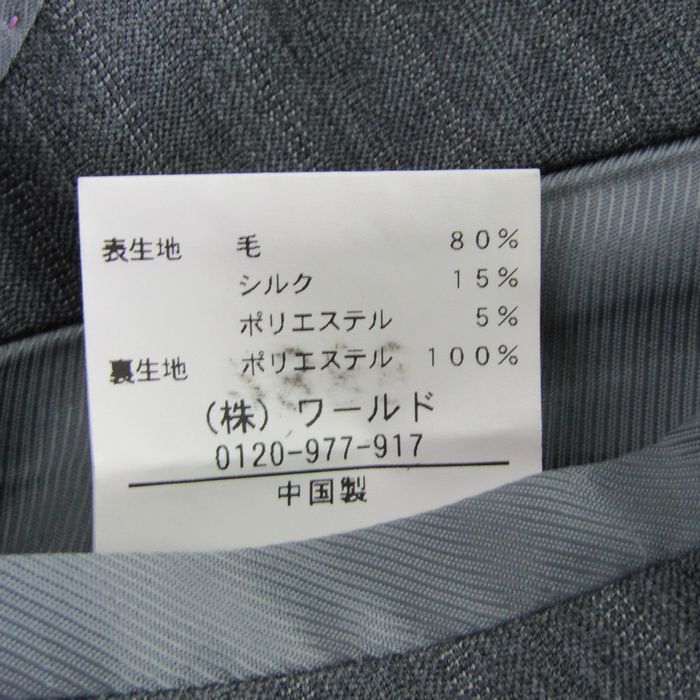 表生地 毛 80%
シルク 15%
ポリエステル 5%
裏生地 ポリエステル 100%
(株)ワールド
0120-977-917
中国製